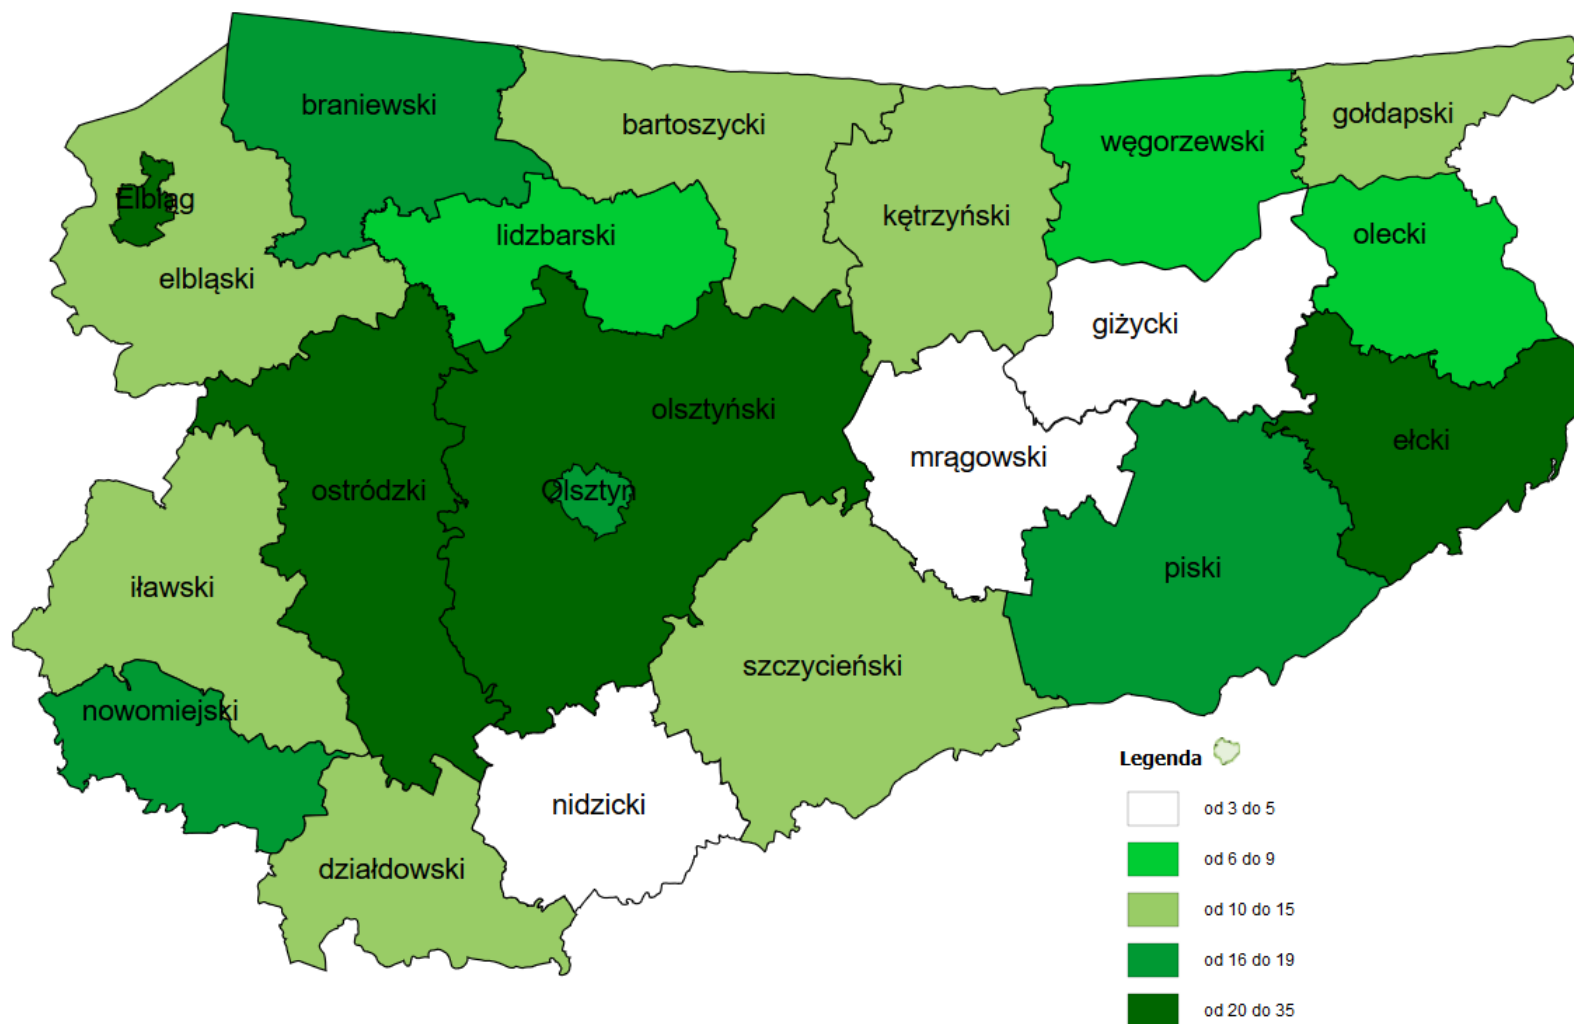 braniewski
bartoszycki
gołdapski
węgorzewski
Elbląg
kętrzyński
lidzbarski
olecki
elbląski
giżycki
olsztyński
ełcki
mrągowski
ostródzki
Olsztyn
piski
iławski
szczycieński
nowomiejski
nidzicki
działdowski
Legenda
od 3 do 5
od 6 do 9
od 10 do 15
od 16 do 19
od 20 do 35